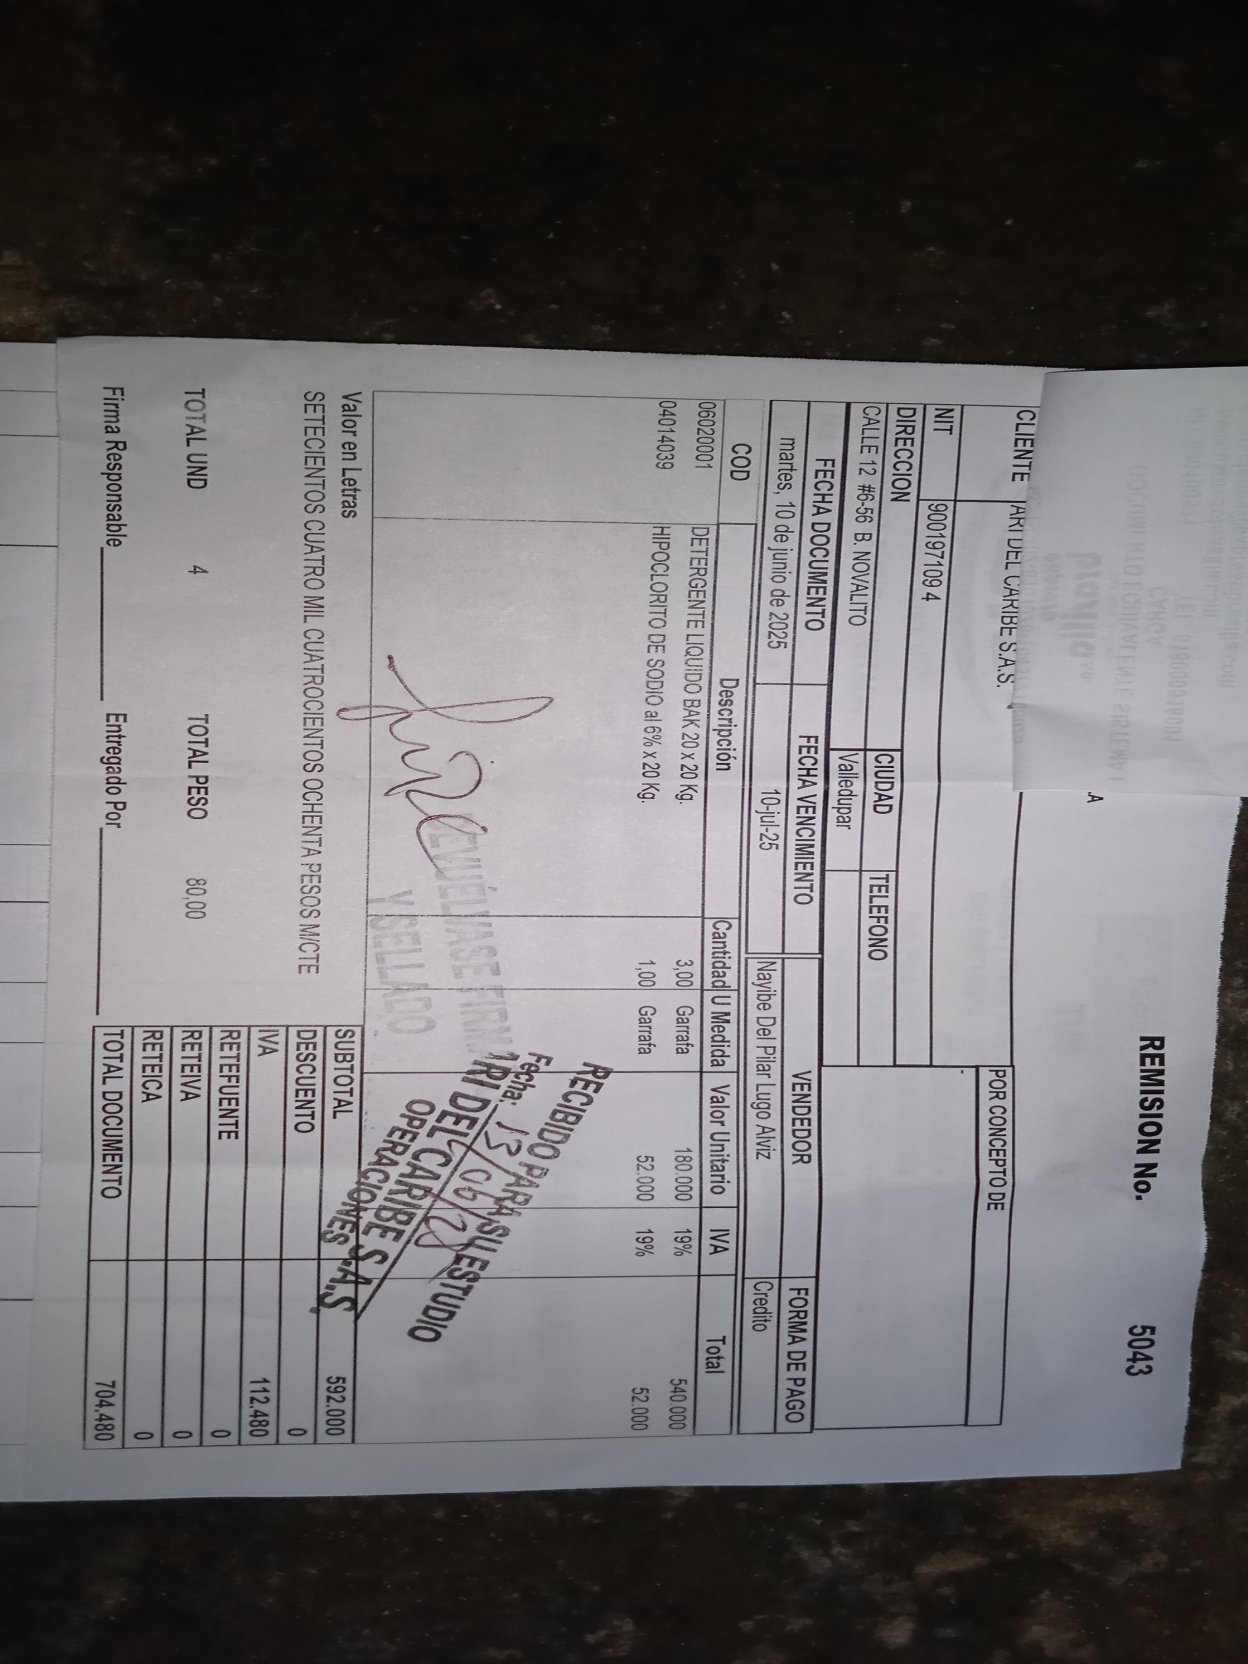 REMISION No. 5043
A
POR CONCEPTO DE
CLIENTE ARI DEL CARIBE S.A.S.
NIT 900197109 4
-
DIRECCION CIUDAD TELEFONO
CALLE 12 #6-56 B. NOVALITO Valledupar
FECHA DOCUMENTO FECHA VENCIMIENTO VENDEDOR FORMA DE PAGO
martes, 10 de junio de 2025 10-jul-25 Nayibe Del Pilar Lugo Alviz Credito
COD Descripción Cantidad U Medida Valor Unitario IVA Total
06020001 DETERGENTE LIQUIDO BAK 20 x 20 Kg. 3,00 Garrafa 180.000 19% 540.000
04014039 HIPOCLORITO DE SODIO al 6% x 20 Kg. 1,00 Garrafa 52.000 19% 52.000
RECIBIDO PARA SU ESTUDIO
Fecha: 13/06/25
ARI DEL CARIBE S.A.S.
OPERACIONES
DEVUÉLVASE FIRMADO
Y SELLADO
Valor en Letras
SETECIENTOS CUATRO MIL CUATROCIENTOS OCHENTA PESOS M/CTE
SUBTOTAL 592.000
DESCUENTO 0
IVA 112.480
RETEFUENTE 0
RETEIVA 0
RETEICA 0
TOTAL DOCUMENTO 704.480
TOTAL UND 4 TOTAL PESO 80,00
Firma Responsable Entregado Por